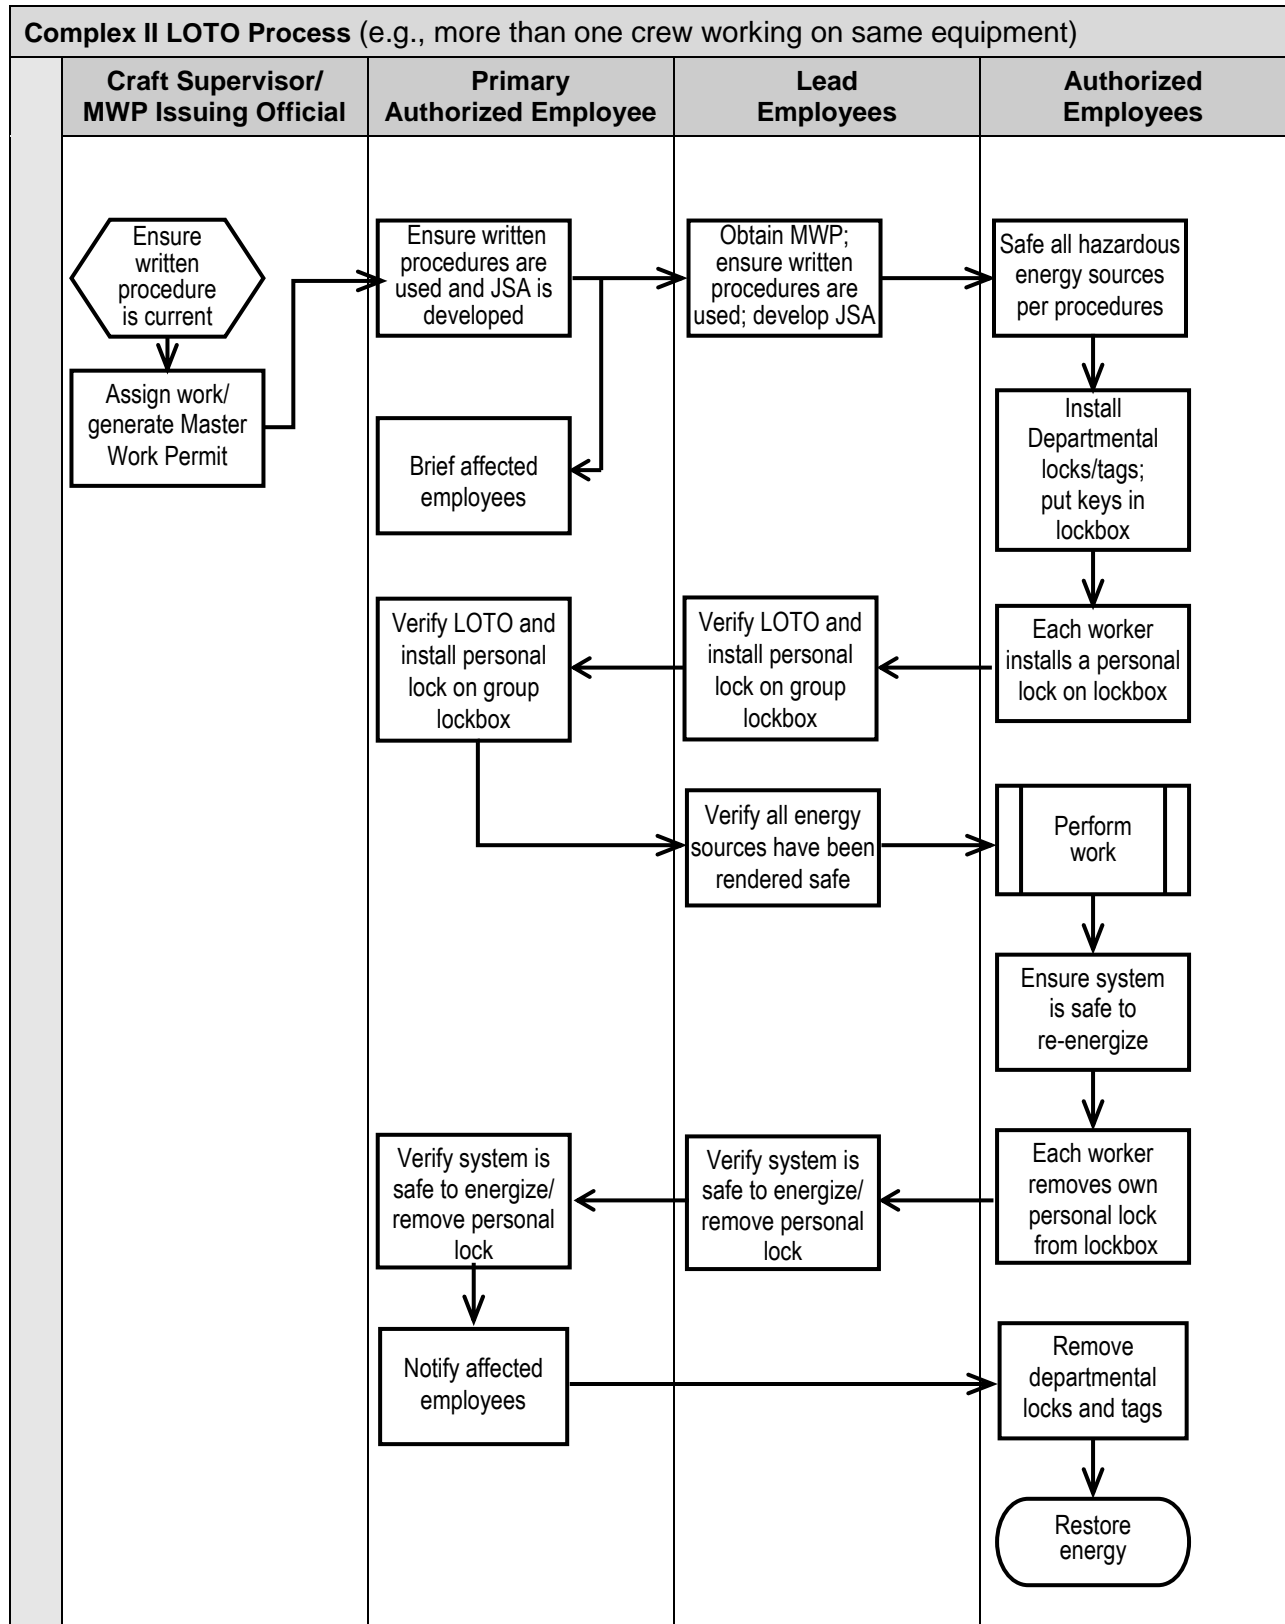 Complex II LOTO Process (e.g., more than one crew working on same equipment)
Craft Supervisor/
MWP Issuing Official
Primary
Authorized Employee
Lead
Employees
Authorized
Employees
Ensure
written
procedure
is current
Assign work/
generate Master
Work Permit
Ensure written
procedures are
used and JSA is
developed
Obtain MWP;
ensure written
procedures are
used; develop JSA
Safe all hazardous
energy sources
per procedures
Brief affected
employees
Install
Departmental
locks/tags;
put keys in
lockbox
Each worker
installs a personal
lock on lockbox
Verify LOTO and
install personal
lock on group
lockbox
Verify LOTO and
install personal
lock on group
lockbox
Verify all energy
sources have been
rendered safe
Perform
work
Ensure system
is safe to
re-energize
Each worker
removes own
personal lock
from lockbox
Verify system is
safe to energize/
remove personal
lock
Verify system is
safe to energize/
remove personal
lock
Notify affected
employees
Remove
departmental
locks and tags
Restore
energy